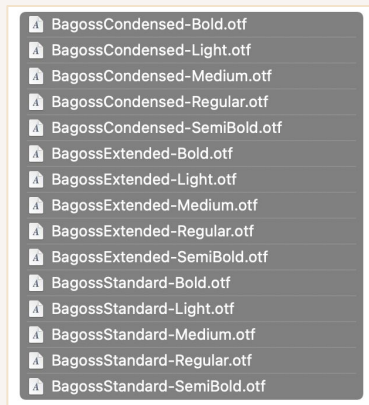 BagossCondensed-Bold.otf
BagossCondensed-Light.otf
BagossCondensed-Medium.otf
BagossCondensed-Regular.otf
BagossCondensed-SemiBold.otf
BagossExtended-Bold.otf
BagossExtended-Light.otf
BagossExtended-Medium.otf
BagossExtended-Regular.otf
BagossExtended-SemiBold.otf
BagossStandard-Bold.otf
BagossStandard-Light.otf
BagossStandard-Medium.otf
BagossStandard-Regular.otf
BagossStandard-SemiBold.otf